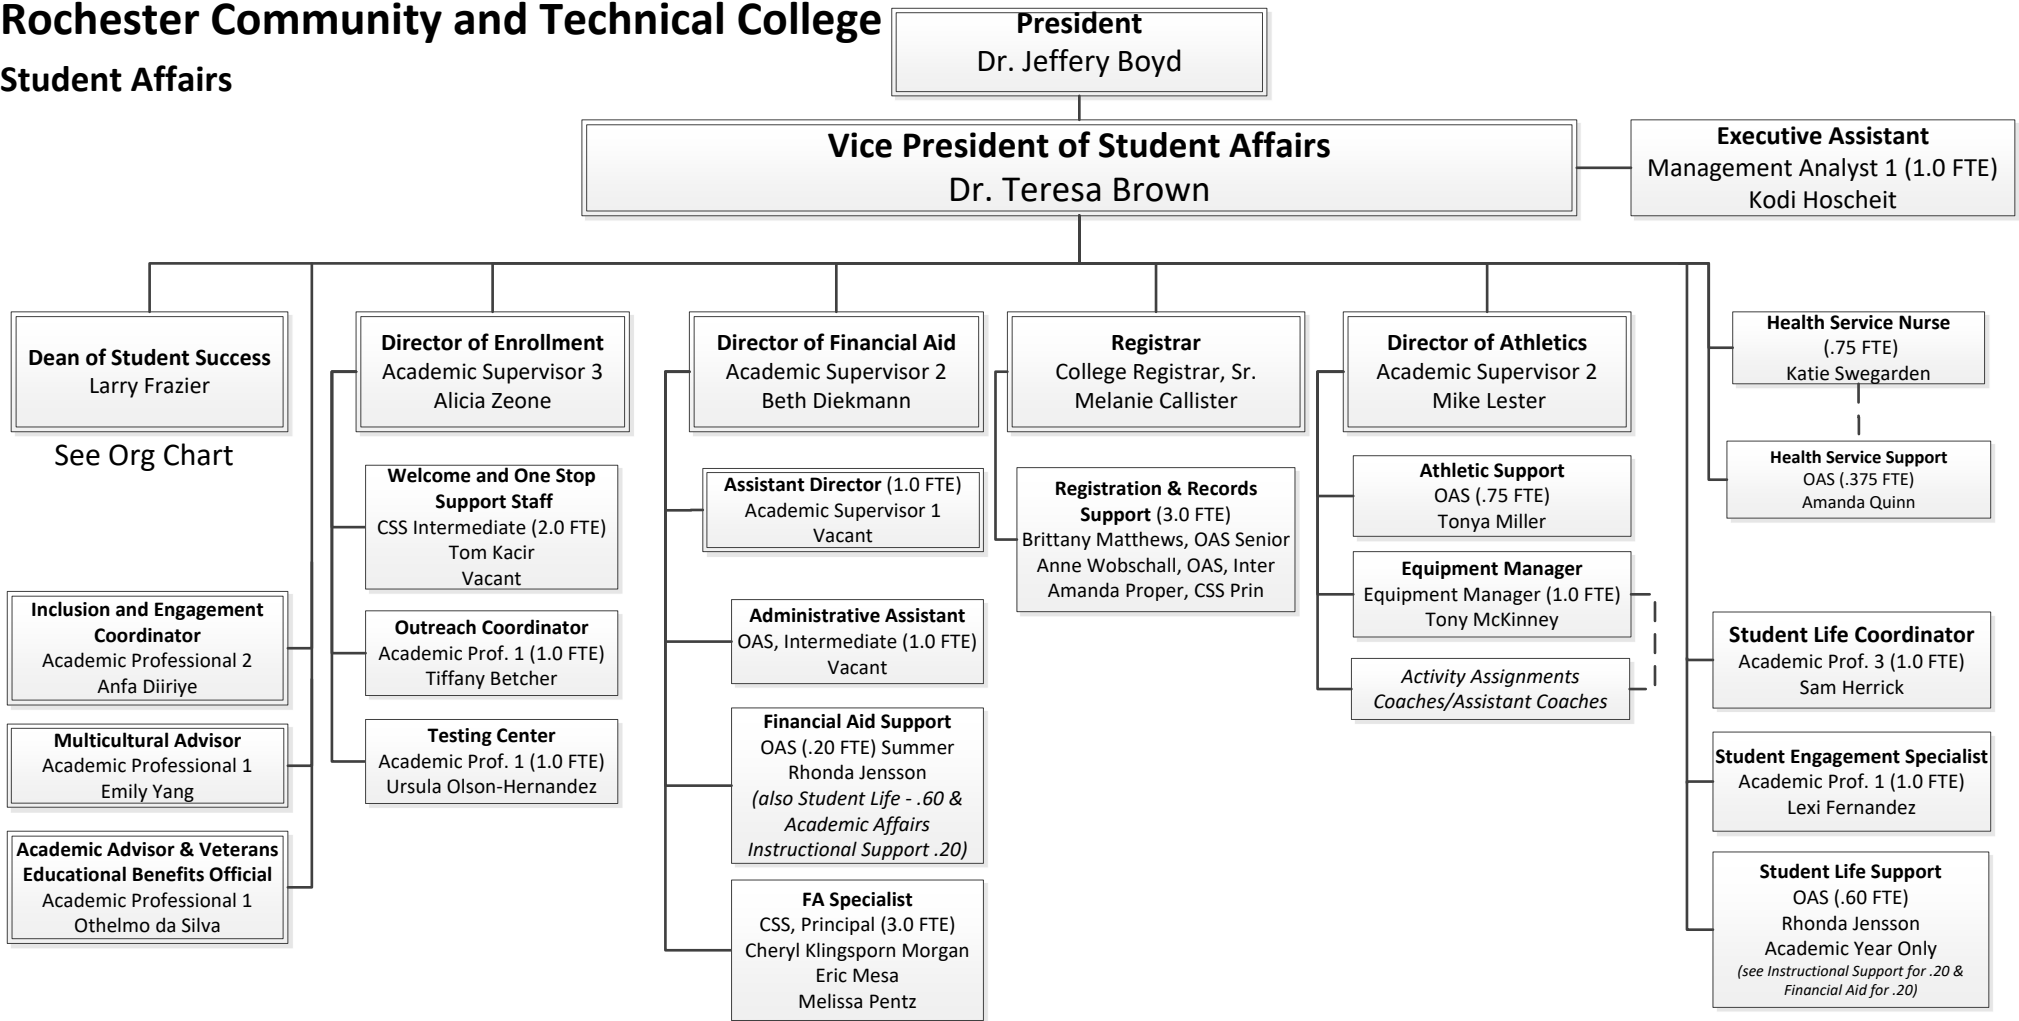 Rochester Community and Technical College
Student Affairs
President
Dr. Jeffery Boyd
Vice President of Student Affairs
Dr. Teresa Brown
Executive Assistant
Management Analyst 1 (1.0 FTE)
Kodi Hoscheit
Dean of Student Success
Larry Frazier
See Org Chart
Inclusion and Engagement
Coordinator
Academic Professional 2
Anfa Diiriye
Multicultural Advisor
Academic Professional 1
Emily Yang
Academic Advisor & Veterans
Educational Benefits Official
Academic Professional 1
Othelmo da Silva
Director of Enrollment
Academic Supervisor 3
Alicia Zeone
Welcome and One Stop
Support Staff
CSS Intermediate (2.0 FTE)
Tom Kacir
Vacant
Outreach Coordinator
Academic Prof. 1 (1.0 FTE)
Tiffany Betcher
Testing Center
Academic Prof. 1 (1.0 FTE)
Ursula Olson-Hernandez
Director of Financial Aid
Academic Supervisor 2
Beth Diekmann
Assistant Director (1.0 FTE)
Academic Supervisor 1
Vacant
Administrative Assistant
OAS, Intermediate (1.0 FTE)
Vacant
Financial Aid Support
OAS (.20 FTE) Summer
Rhonda Jensson
(also Student Life - .60 &
Academic Affairs
Instructional Support .20)
FA Specialist
CSS, Principal (3.0 FTE)
Cheryl Klingsporn Morgan
Eric Mesa
Melissa Pentz
Registrar
College Registrar, Sr.
Melanie Callister
Registration & Records
Support (3.0 FTE)
Brittany Matthews, OAS Senior
Anne Wobschall, OAS, Inter
Amanda Proper, CSS Prin
Director of Athletics
Academic Supervisor 2
Mike Lester
Athletic Support
OAS (.75 FTE)
Tonya Miller
Equipment Manager
Equipment Manager (1.0 FTE)
Tony McKinney
Activity Assignments
Coaches/Assistant Coaches
Health Service Nurse
(.75 FTE)
Katie Swegarden
Health Service Support
OAS (.375 FTE)
Amanda Quinn
Student Life Coordinator
Academic Prof. 3 (1.0 FTE)
Sam Herrick
Student Engagement Specialist
Academic Prof. 1 (1.0 FTE)
Lexi Fernandez
Student Life Support
OAS (.60 FTE)
Rhonda Jensson
Academic Year Only
(see Instructional Support for .20 &
Financial Aid for .20)